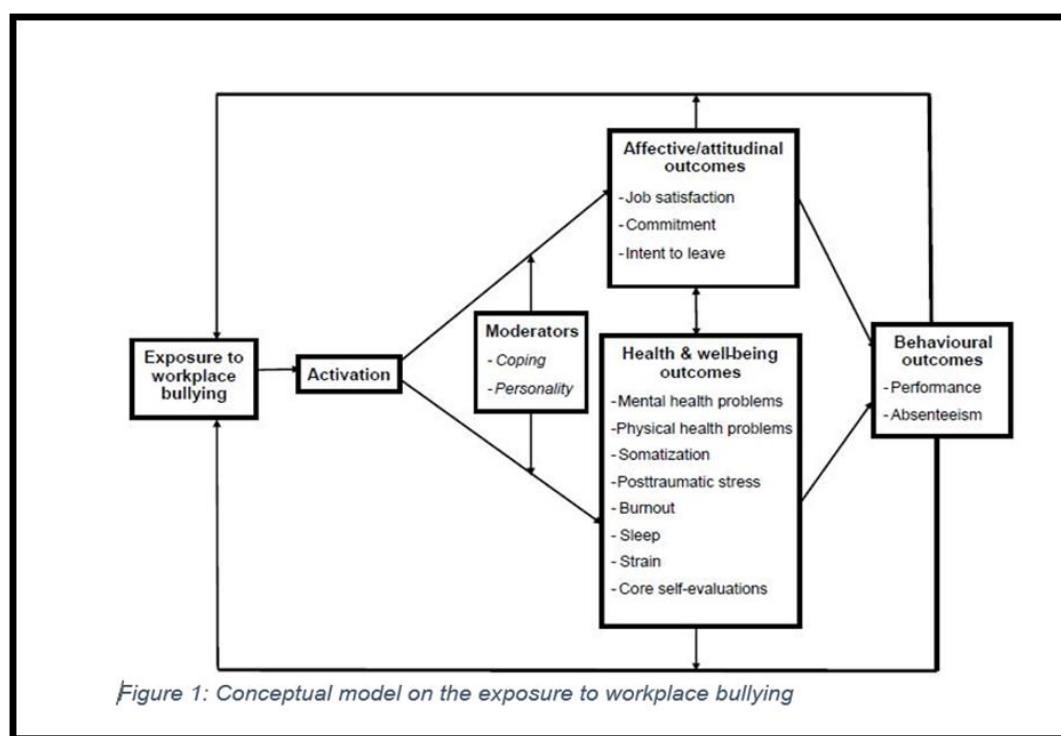 Affective/attitudinal
outcomes
-Job satisfaction
-Commitment
-Intent to leave
Exposure to
workplace
bullying
Activation
Moderators
- Coping
- Personality
Health & well-being
outcomes
-Mental health problems
-Physical health problems
-Somatization
-Posttraumatic stress
-Burnout
- Sleep
- Strain
-Core self-evaluations
Behavioural
outcomes
- Performance
- Absenteeism
Figure 1: Conceptual model on the exposure to workplace bullying